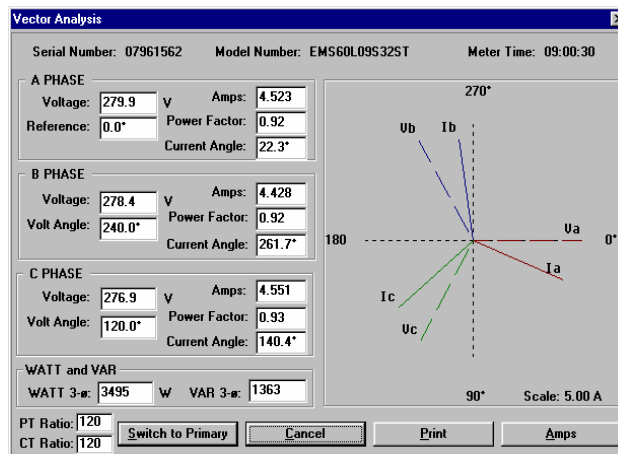 Vector Analysis
Serial Number: 07961562 Model Number: EMS60L09S32ST Meter Time: 09:00:30
A PHASE
Voltage: 279.9 V Amps: 4.523
Reference: 0.0° Power Factor: 0.92
Current Angle: 22.3°
B PHASE
Voltage: 278.4 V Amps: 4.428
Volt Angle: 240.0° Power Factor: 0.92
Current Angle: 261.7°
C PHASE
Voltage: 276.9 V Amps: 4.551
Volt Angle: 120.0° Power Factor: 0.93
Current Angle: 140.4°
WATT and VAR
WATT 3-ø: 3495 W VAR 3-ø: 1363
270°
Vb Ib
Va
180 0°
Ia
Ic
Vc
90° Scale: 5.00 A
PT Ratio: 120
CT Ratio: 120
Switch to Primary Cancel Print Amps